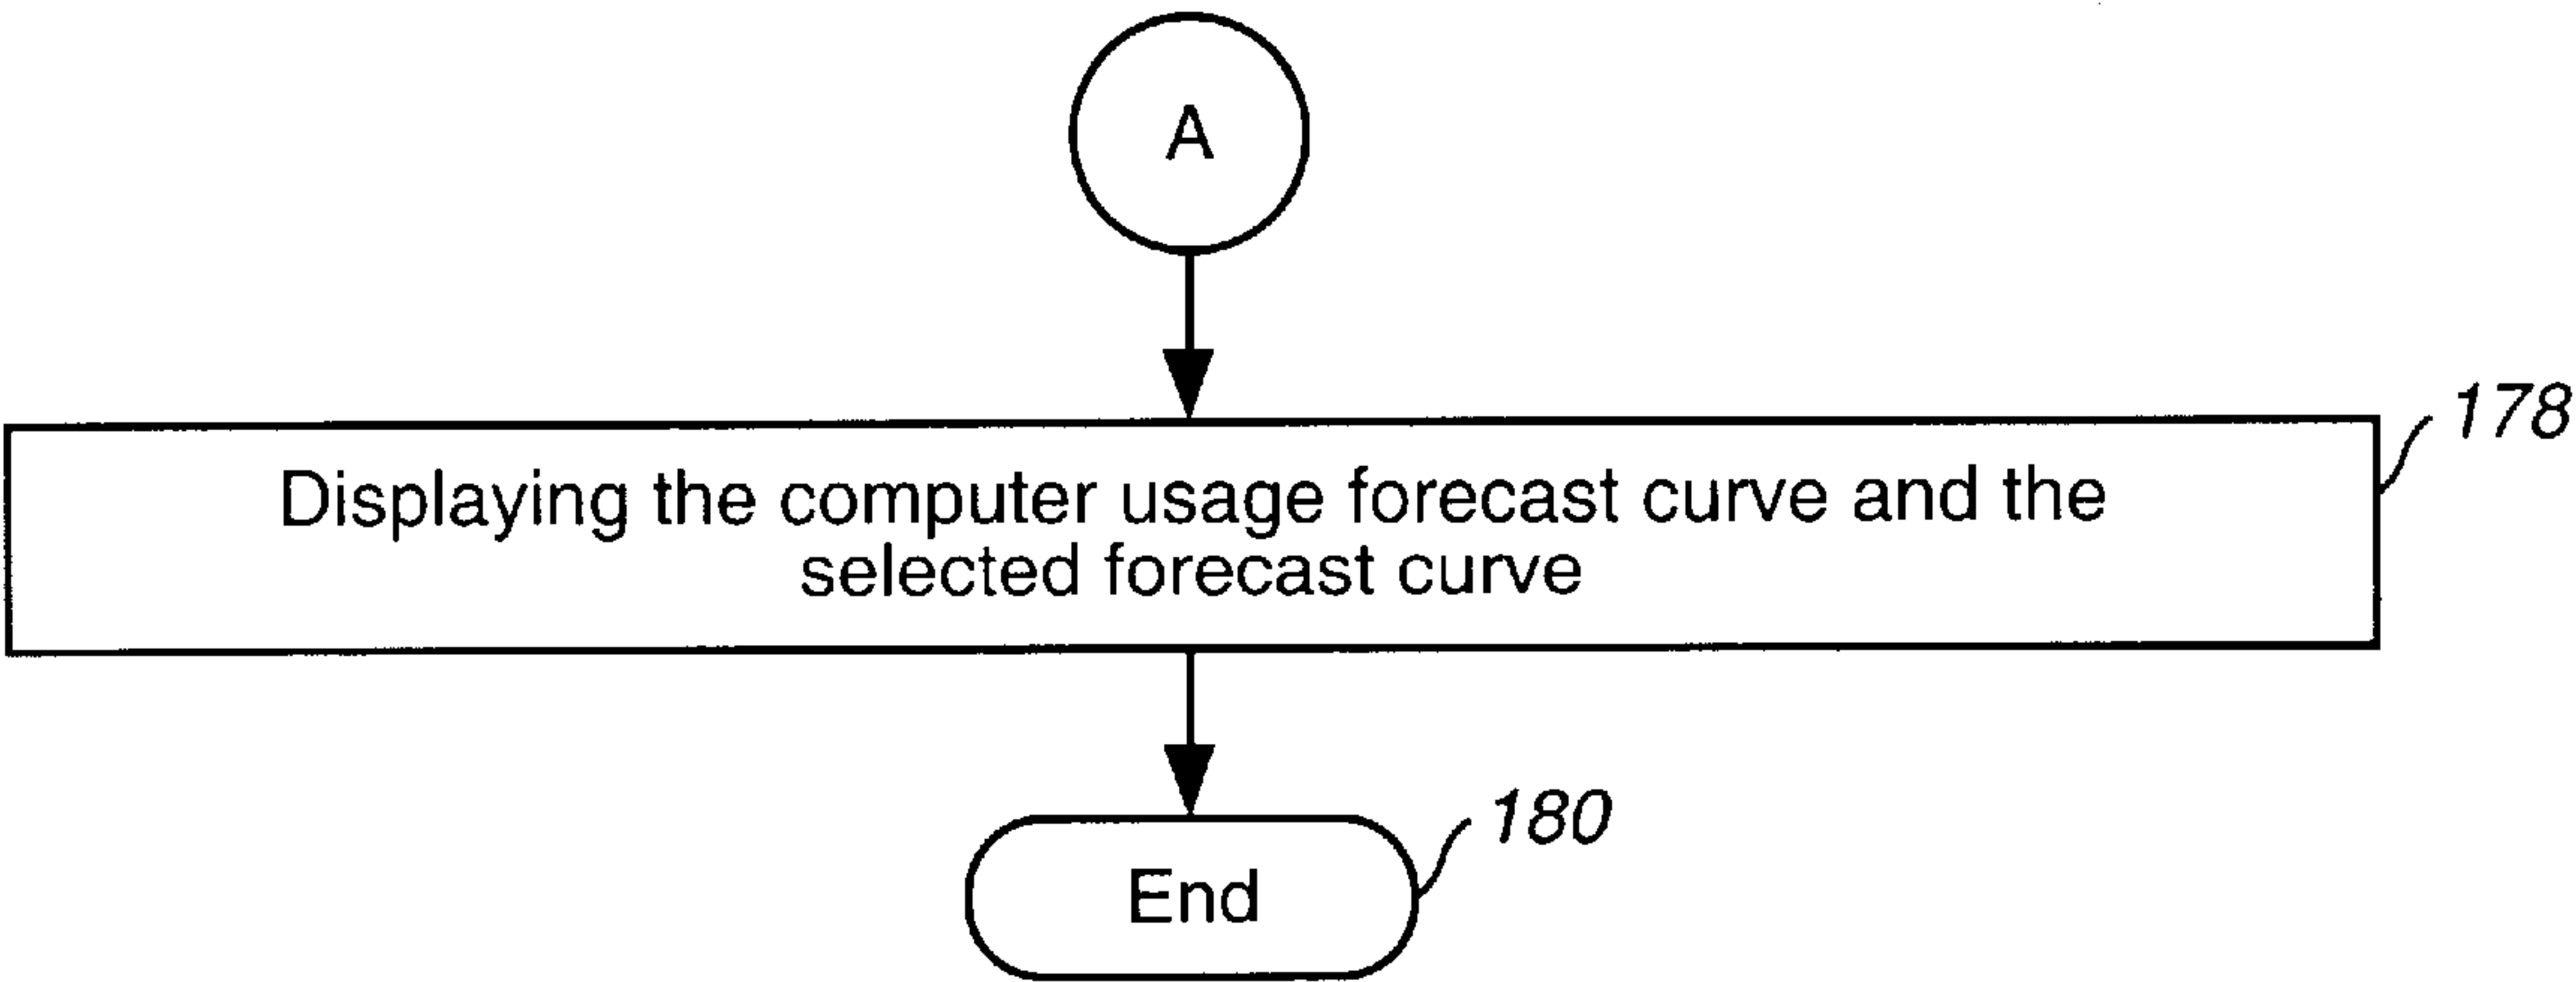 A
178
Displaying the computer usage forecast curve and the
selected forecast curve
180
End